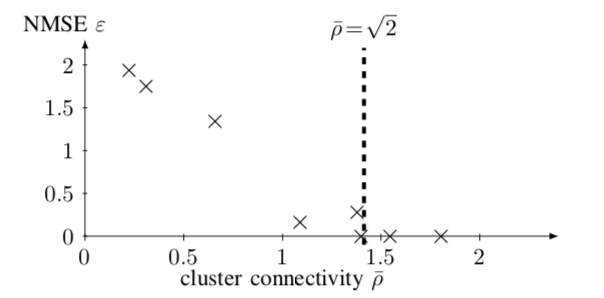 NMSE ε
ρ̄=√2
2
1.5
1
0.5
0
0 0.5 1 1.5 2
cluster connectivity ρ̄